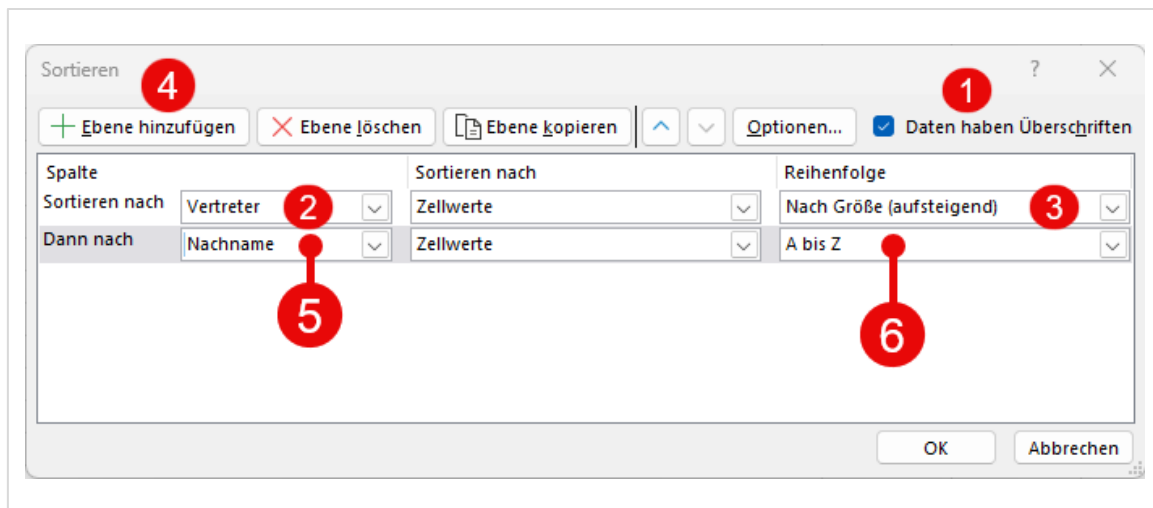 Sortieren ?
4 1
Ebene hinzufügen Ebene löschen Ebene kopieren Optionen... Daten haben Überschriften
Spalte Sortieren nach Reihenfolge
Sortieren nach Vertreter 2 Zellwerte Nach Größe (aufsteigend) 3
Dann nach Nachname Zellwerte A bis Z
5 6
OK Abbrechen